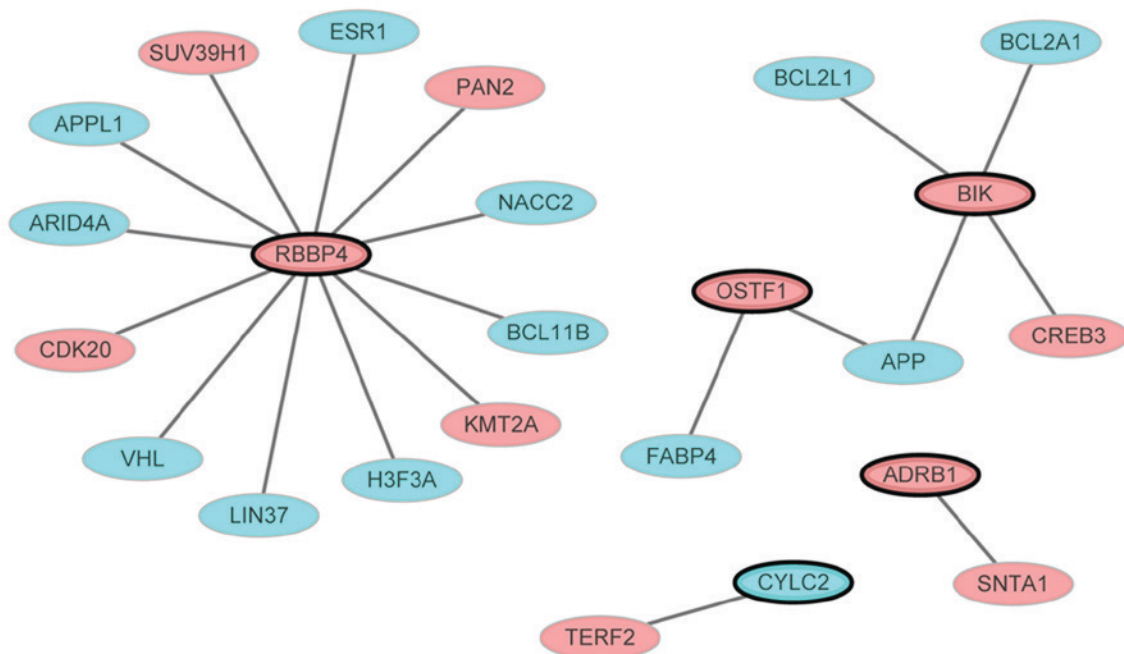 ESR1
SUV39H1
PAN2
APPL1
NACC2
ARID4A
RBBP4
BCL11B
CDK20
KMT2A
VHL
H3F3A
LIN37
BCL2A1
BCL2L1
BIK
OSTF1
CREB3
APP
FABP4
ADRB1
SNTA1
CYLC2
TERF2